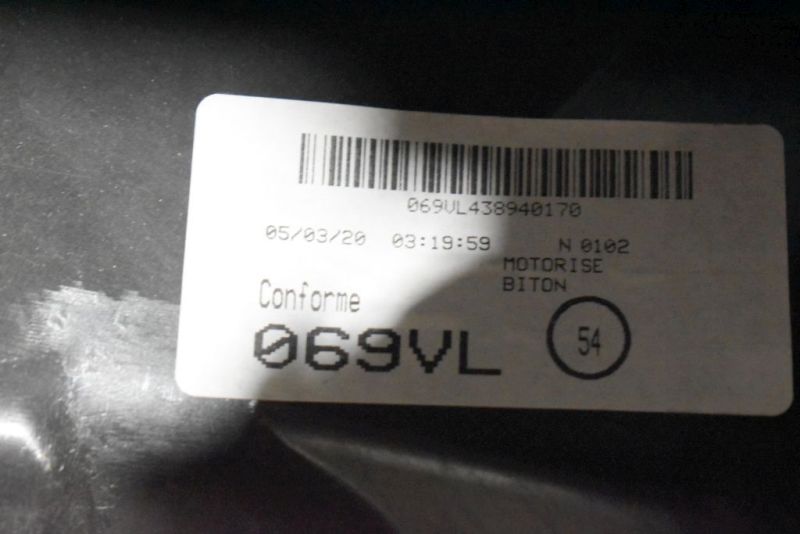 069VL438940170
05/03/20 03:19:59 N 0102
MOTORISE
BITON
Conforme
069VL
54